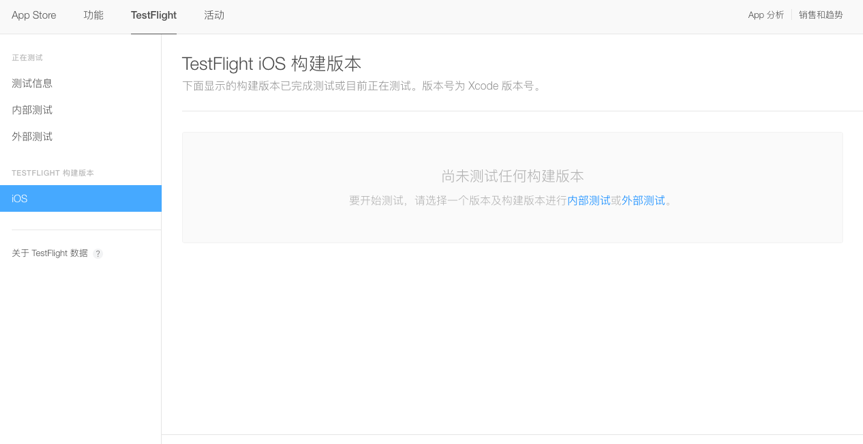 App Store 功能 TestFlight 活动 App 分析 销售和趋势
正在测试
测试信息
内部测试
外部测试
TESTFLIGHT 构建版本
iOS
关于 TestFlight 数据 ?
TestFlight iOS 构建版本
下面显示的构建版本已完成测试或目前正在测试。版本号为 Xcode 版本号。
尚未测试任何构建版本
要开始测试，请选择一个版本及构建版本进行内部测试或外部测试。